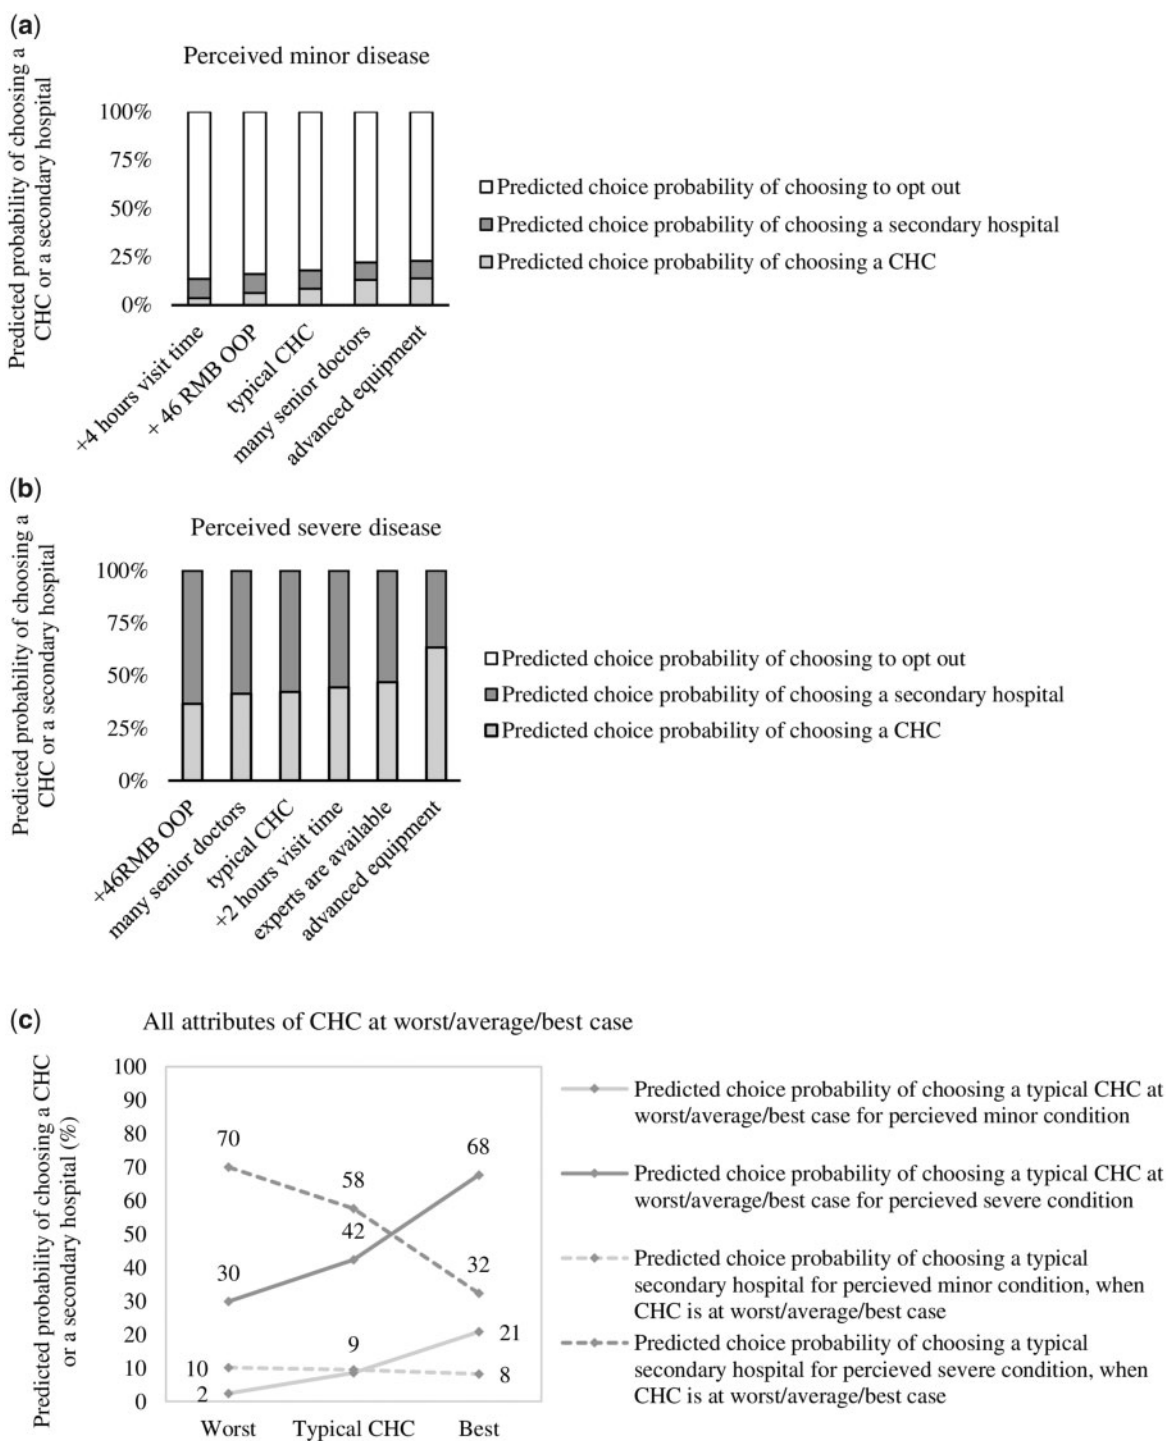 (a)
Perceived minor disease
Predicted probability of choosing a
CHC or a secondary hospital
100%
75%
50%
25%
0%
+4 hours visit time
+ 46 RMB OOP
typical CHC
many senior doctors
advanced equipment
Predicted choice probability of choosing to opt out
Predicted choice probability of choosing a secondary hospital
Predicted choice probability of choosing a CHC
(b)
Perceived severe disease
Predicted probability of choosing a
CHC or a secondary hospital
100%
75%
50%
25%
0%
+46RMB OOP
many senior doctors
typical CHC
+2 hours visit time
experts are available
advanced equipment
Predicted choice probability of choosing to opt out
Predicted choice probability of choosing a secondary hospital
Predicted choice probability of choosing a CHC
(c)
All attributes of CHC at worst/average/best case
Predicted probability of choosing a CHC
or a secondary hospital (%)
100
90
80
70
60
50
40
30
20
10
0
70
58
42
68
30
32
10
9
21
2
8
Worst
Typical CHC
Best
Predicted choice probability of choosing a typical CHC at
worst/average/best case for percieved minor condition
Predicted choice probability of choosing a typical CHC at
worst/average/best case for percieved severe condition
Predicted choice probability of choosing a typical
secondary hospital for percieved minor condition, when
CHC is at worst/average/best case
Predicted choice probability of choosing a typical
secondary hospital for percieved severe condition, when
CHC is at worst/average/best case